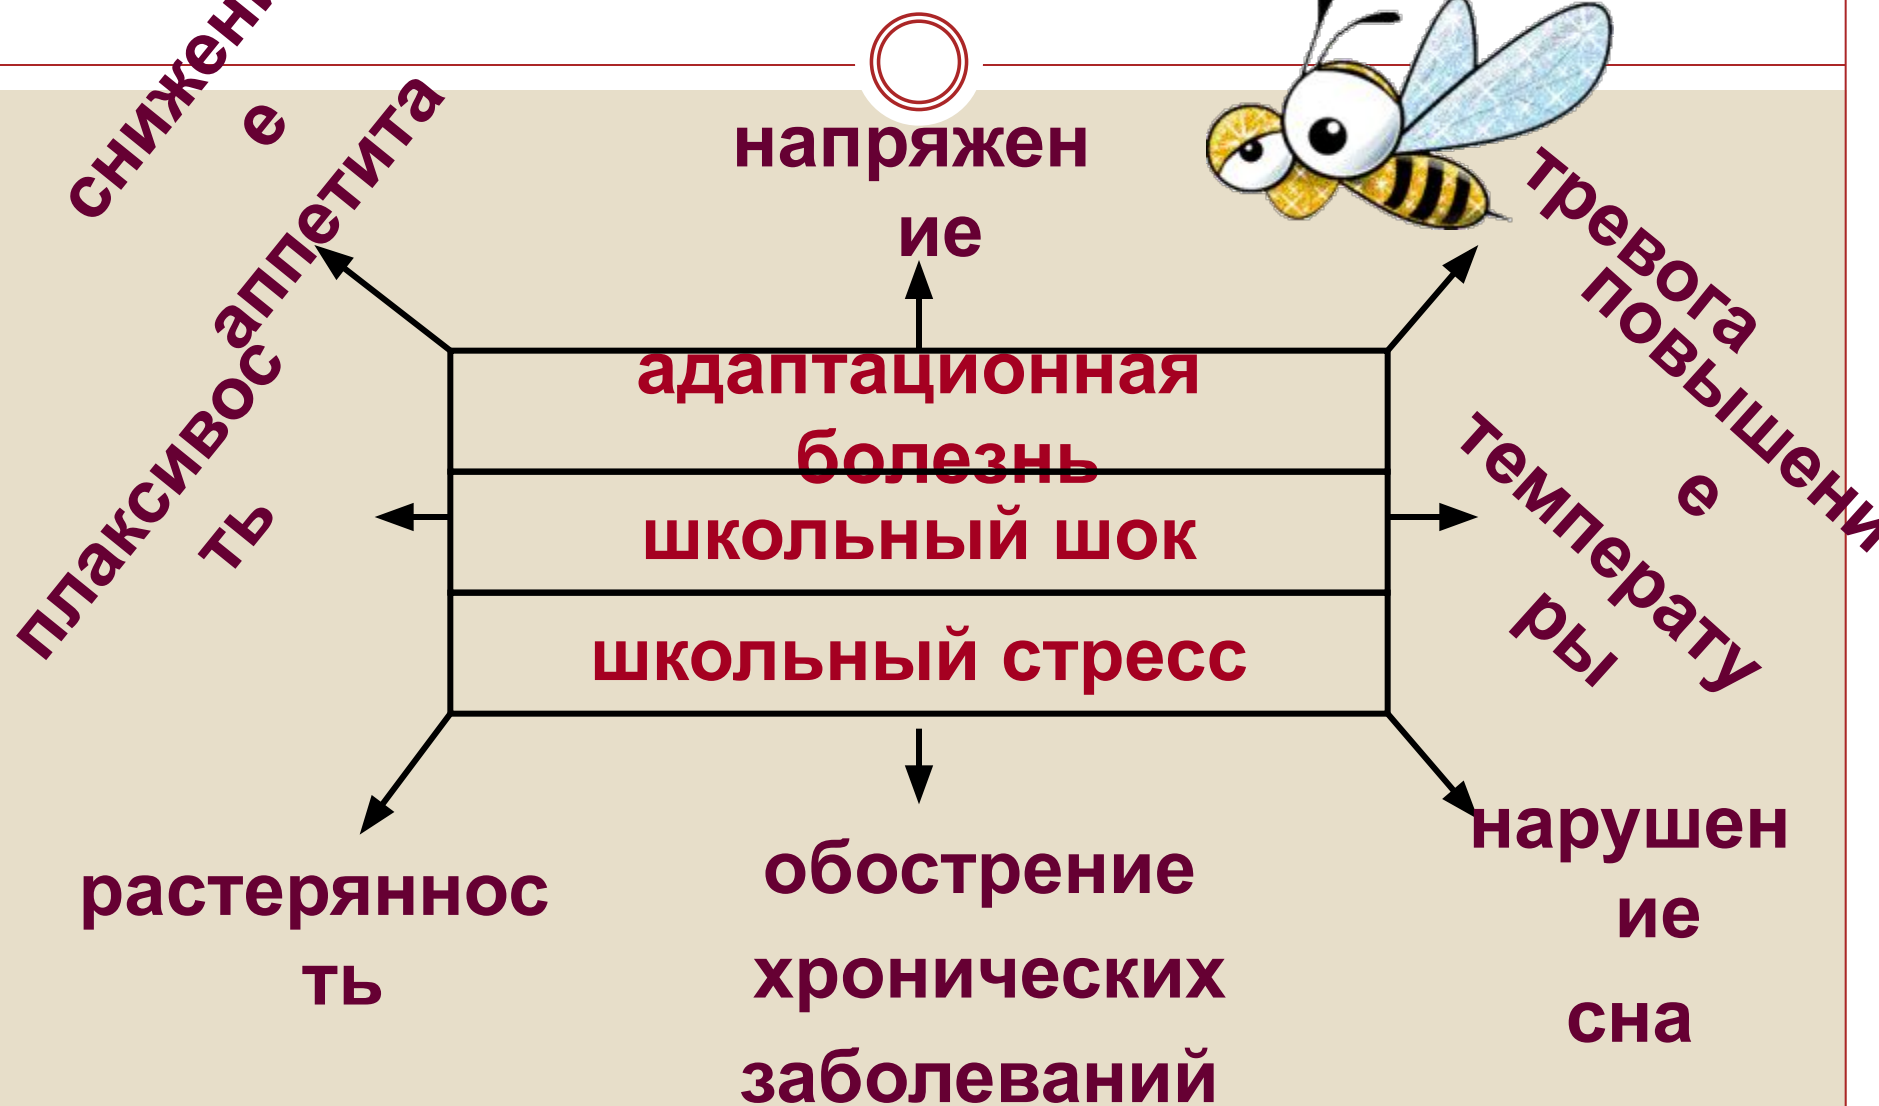 снижени
е
аппетита
напряжен
ие
тревога
плаксивос
ть
адаптационная
болезнь
школьный шок
школьный стресс
повышени
е
температу
ры
растеряннос
ть
обострение
хронических
заболеваний
нарушен
ие
сна